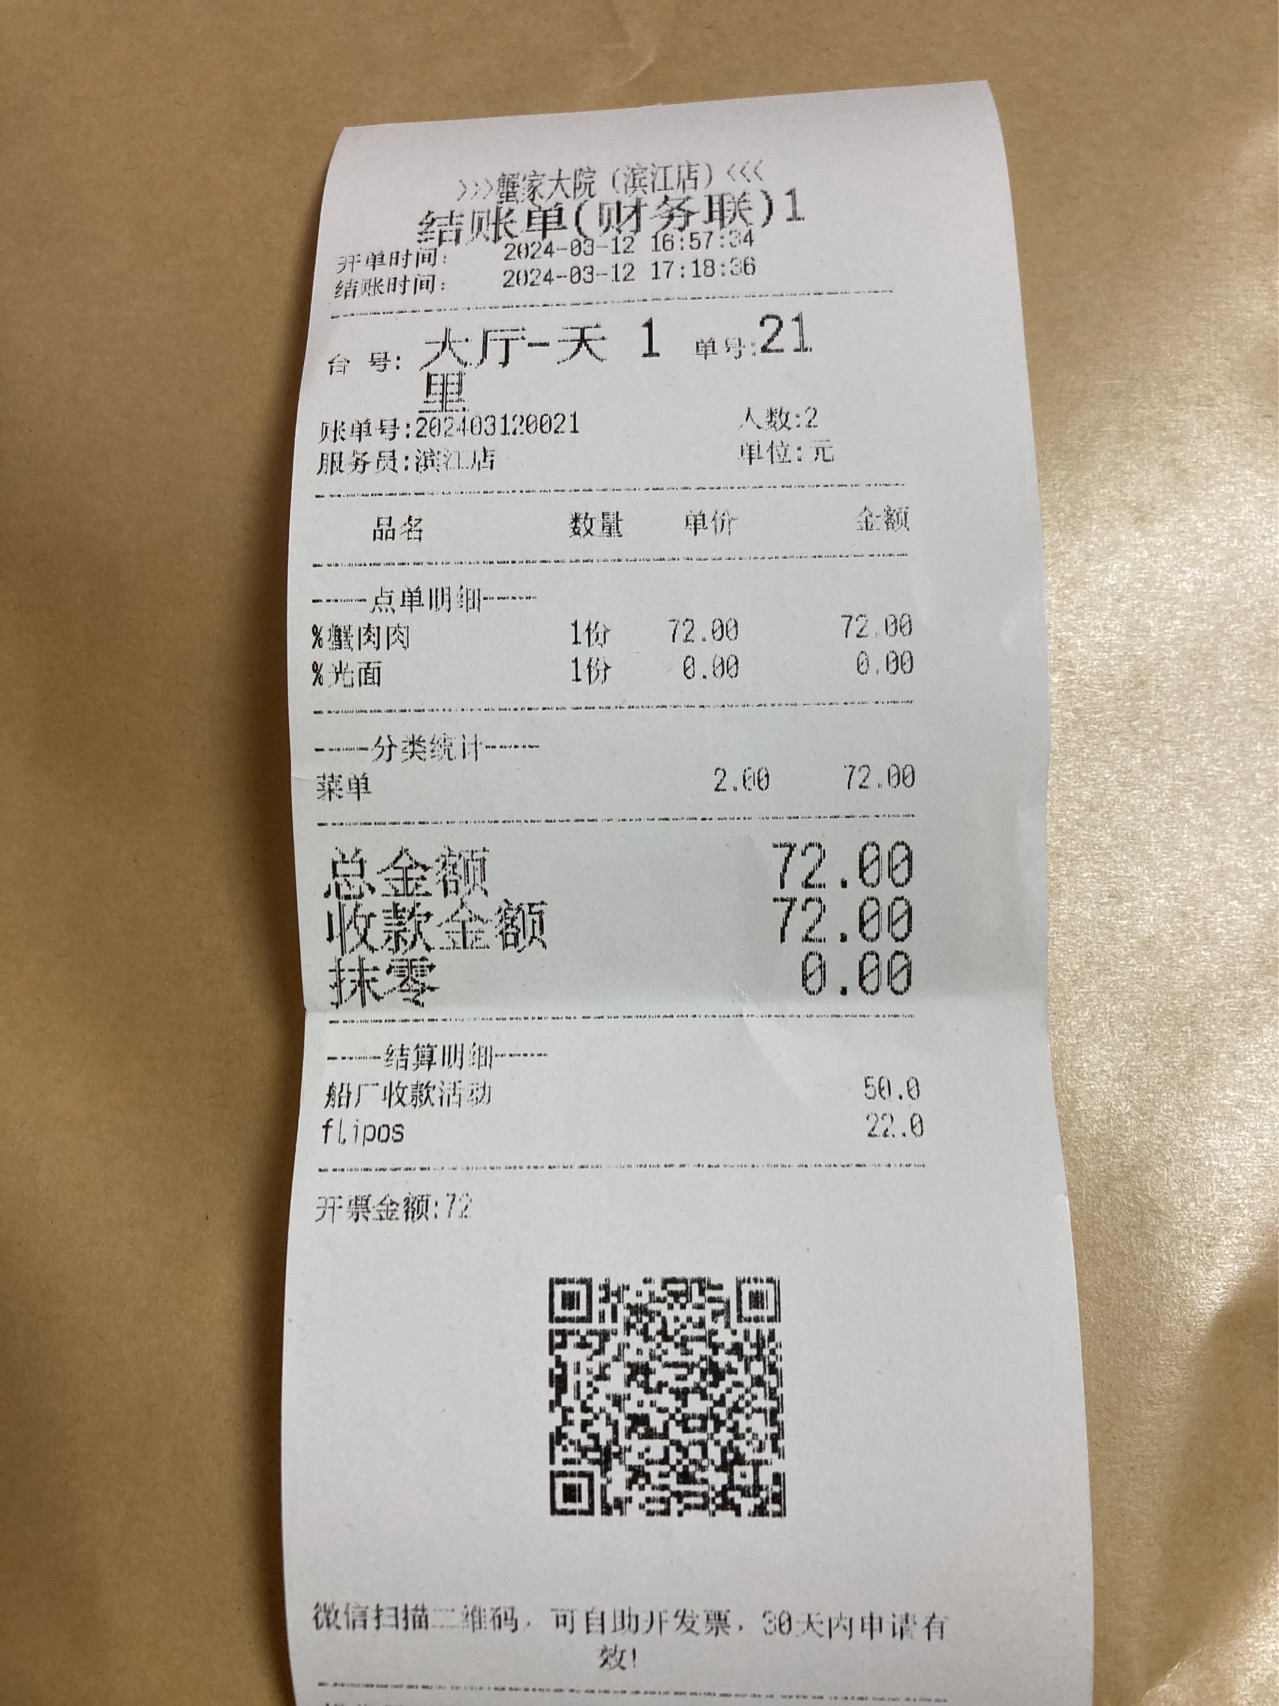 >>>蟹家大院（滨江店）<<<
结账单(财务联)1
开单时间: 2024-03-12 16:57:34
结账时间: 2024-03-12 17:18:36
台 号: 大厅-天 1 单号:21
里
账单号:202403120021 人数:2
服务员:滨江店 单位:元
品名 数量 单价 金额
----点单明细----
%蟹肉肉 1份 72.00 72.00
%光面 1份 0.00 0.00
----分类统计----
菜单 2.00 72.00
总金额 72.00
收款金额 72.00
抹零 0.00
----结算明细----
船厂收款活动 50.0
flipos 22.0
开票金额:72
微信扫描二维码，可自助开发票，30天内申请有
效!